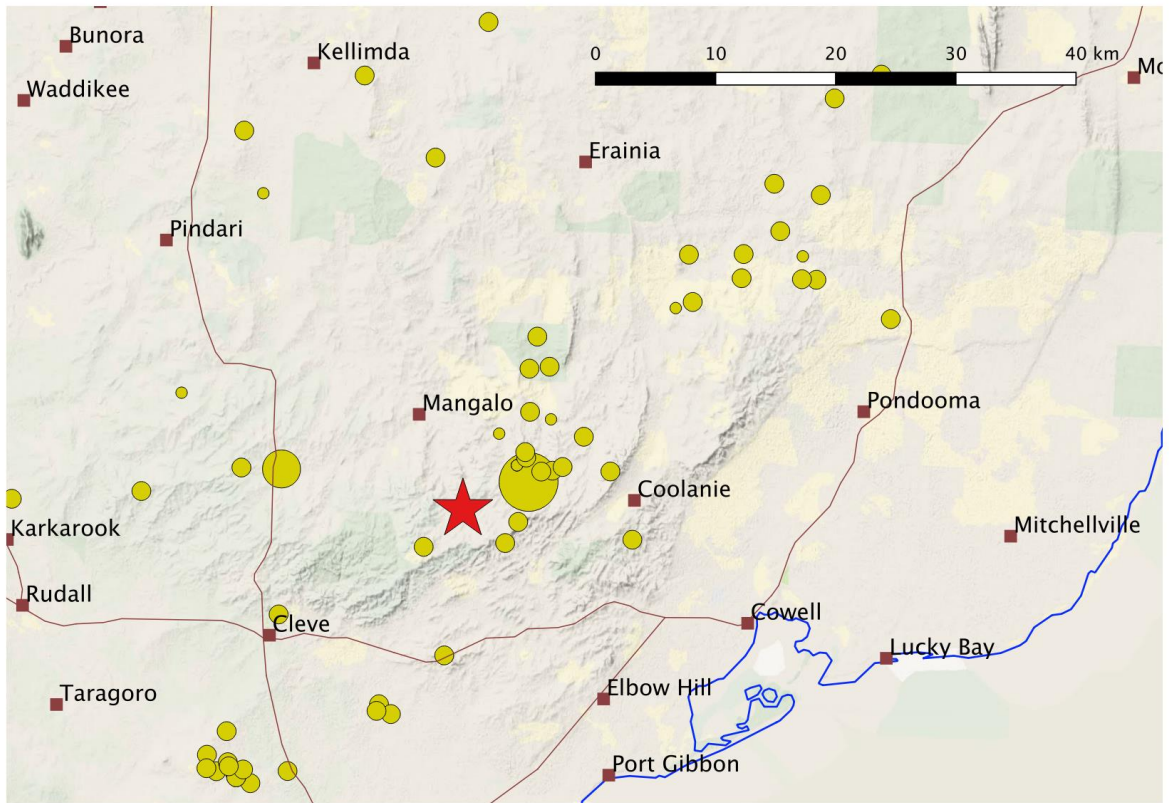 Bunora
Kellimda
0 10 20 30 40 km
Mo
Waddikee
Erainia
Pindari
Mangalo
Pondooma
Coolanie
Karkarook
Mitchellville
Rudall
Cleve
Cowell
Lucky Bay
Taragoro
Elbow Hill
Port Gibbon